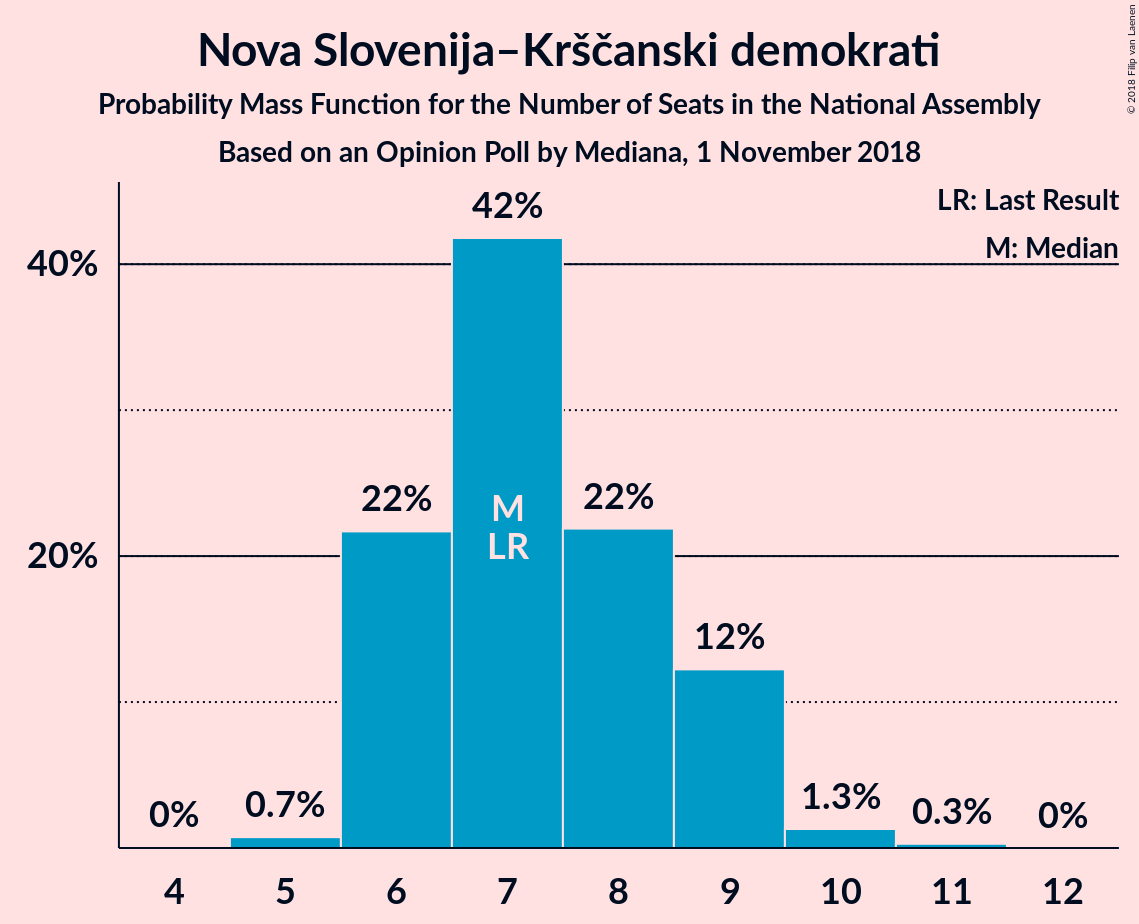 Nova Slovenija–Krščanski demokrati
Probability Mass Function for the Number of Seats in the National Assembly
Based on an Opinion Poll by Mediana, 1 November 2018
© 2018 Filip van Laenen
LR: Last Result
M: Median
40%
20%
0%
0.7%
22%
42%
22%
12%
1.3%
0.3%
0%
M
LR
4 5 6 7 8 9 10 11 12